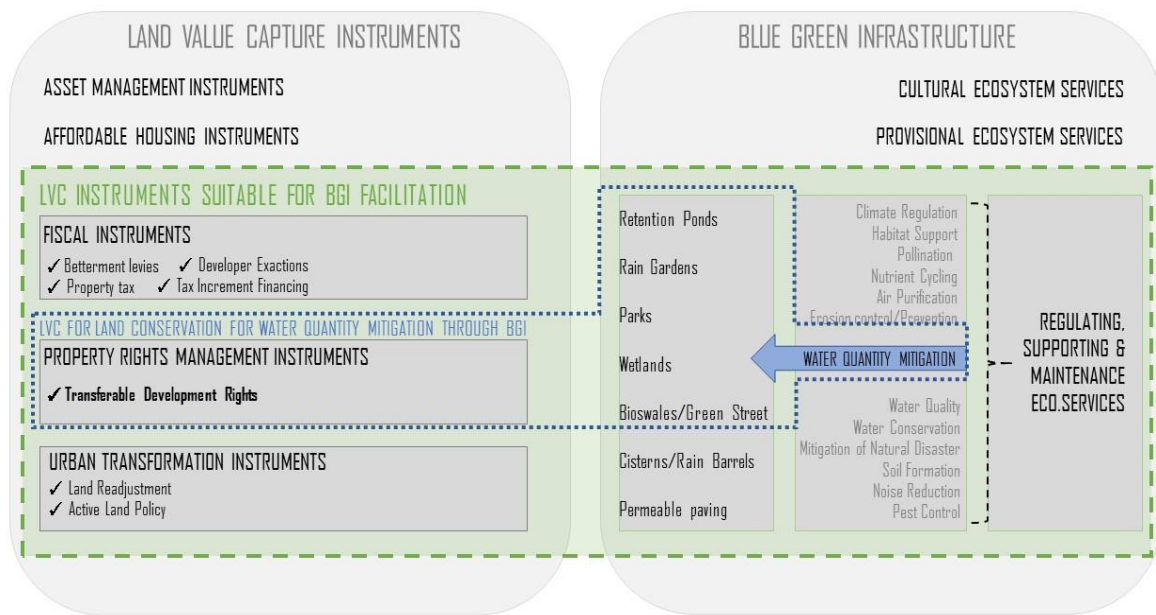 LAND VALUE CAPTURE INSTRUMENTS
ASSET MANAGEMENT INSTRUMENTS
AFFORDABLE HOUSING INSTRUMENTS
LVC INSTRUMENTS SUITABLE FOR BGI FACILITATION
FISCAL INSTRUMENTS
✓ Betterment levies ✓ Developer Exactions
✓ Property tax ✓ Tax Increment Financing
LVC FOR LAND CONSERVATION FOR WATER QUANTITY MITIGATION THROUGH BGI
PROPERTY RIGHTS MANAGEMENT INSTRUMENTS
✓ Transferable Development Rights
URBAN TRANSFORMATION INSTRUMENTS
✓ Land Readjustment
✓ Active Land Policy
BLUE GREEN INFRASTRUCTURE
CULTURAL ECOSYSTEM SERVICES
PROVISIONAL ECOSYSTEM SERVICES
Retention Ponds
Rain Gardens
Parks
Wetlands
Bioswales/Green Street
Cisterns/Rain Barrels
Permeable paving
Climate Regulation
Habitat Support
Pollination
Nutrient Cycling
Air Purification
Erosion control/Prevention
WATER QUANTITY MITIGATION
Water Quality
Water Conservation
Mitigation of Natural Disaster
Soil Formation
Noise Reduction
Pest Control
REGULATING,
SUPPORTING &
MAINTENANCE
ECO.SERVICES